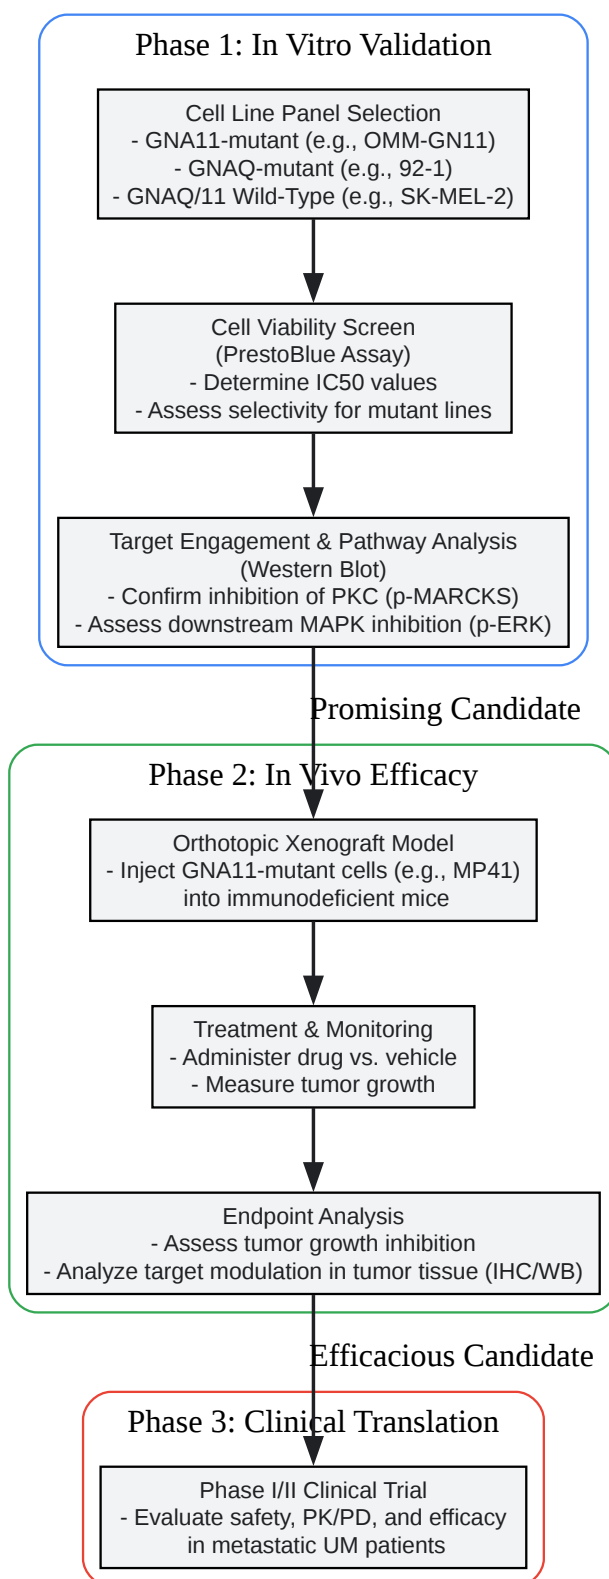 Phase 1: In Vitro Validation
Cell Line Panel Selection
- GNA11-mutant (e.g., OMM-GN11)
- GNAQ-mutant (e.g., 92-1)
- GNAQ/11 Wild-Type (e.g., SK-MEL-2)
Cell Viability Screen
(PrestoBlue Assay)
- Determine IC50 values
- Assess selectivity for mutant lines
Target Engagement & Pathway Analysis
(Western Blot)
- Confirm inhibition of PKC (p-MARCKS)
- Assess downstream MAPK inhibition (p-ERK)
Promising Candidate
Phase 2: In Vivo Efficacy
Orthotopic Xenograft Model
- Inject GNA11-mutant cells (e.g., MP41)
into immunodeficient mice
Treatment & Monitoring
- Administer drug vs. vehicle
- Measure tumor growth
Endpoint Analysis
- Assess tumor growth inhibition
- Analyze target modulation in tumor tissue (IHC/WB)
Efficacious Candidate
Phase 3: Clinical Translation
Phase I/II Clinical Trial
- Evaluate safety, PK/PD, and efficacy
in metastatic UM patients